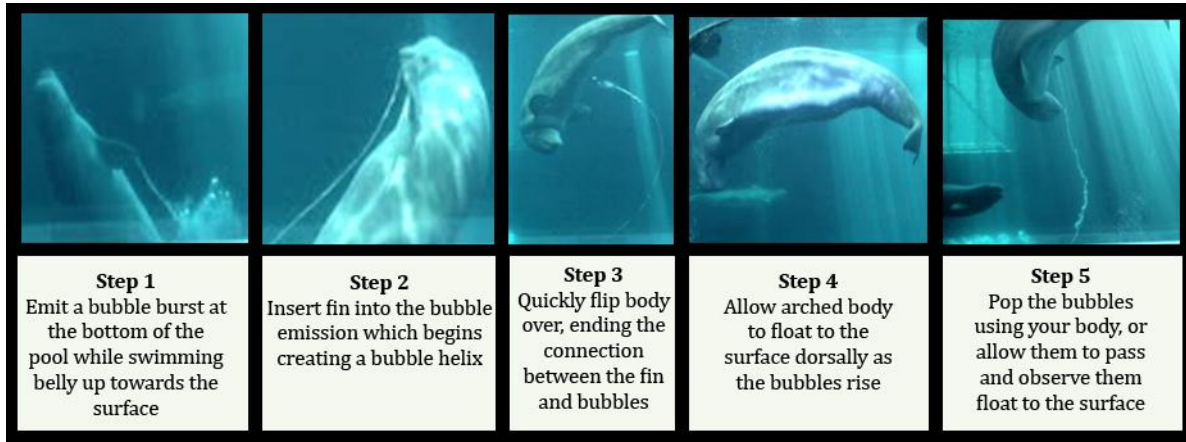 Step 1
Emit a bubble burst at
the bottom of the
pool while swimming
belly up towards the
surface
Step 2
Insert fin into the bubble
emission which begins
creating a bubble helix
Step 3
Quickly flip body
over, ending the
connection
between the fin
and bubbles
Step 4
Allow arched body
to float to the
surface dorsally as
the bubbles rise
Step 5
Pop the bubbles
using your body, or
allow them to pass
and observe them
float to the surface